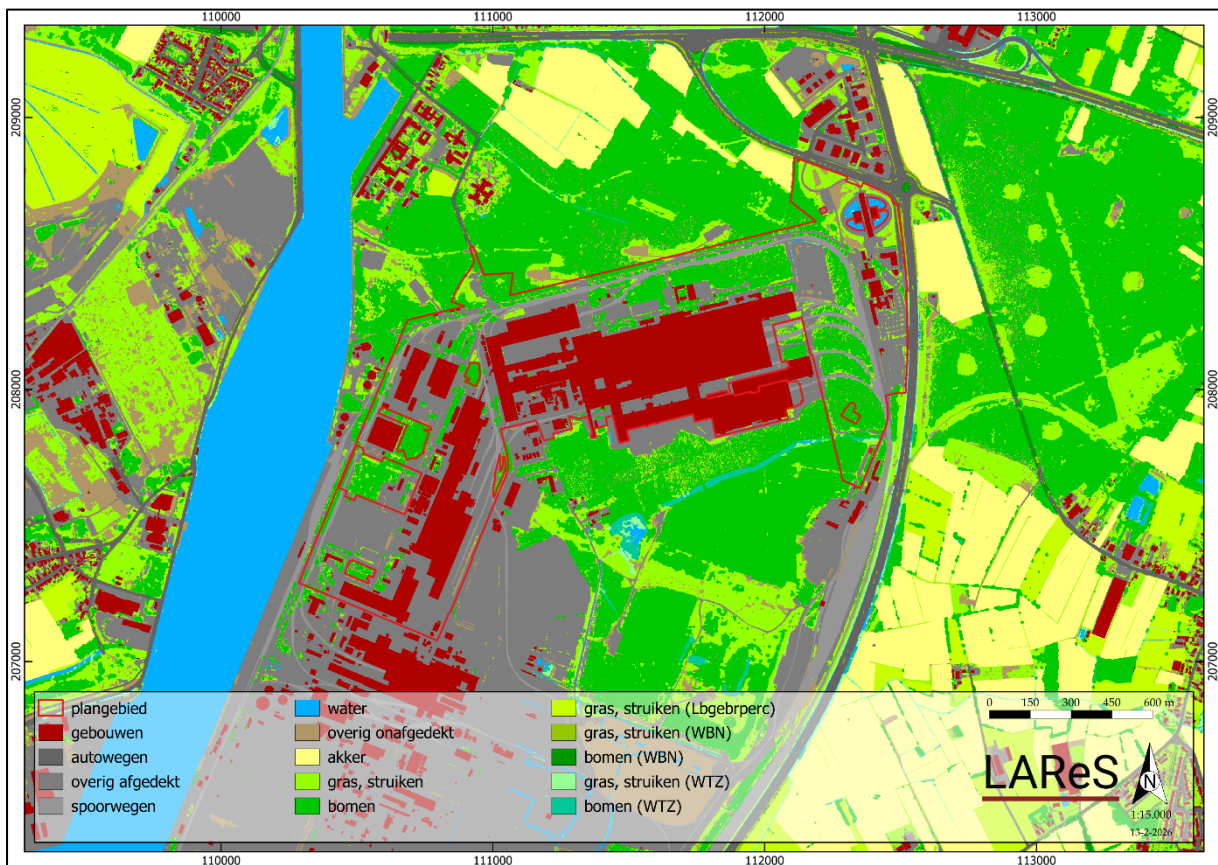 110000 111000 112000 113000
209000 209000
208000 208000
207000 207000
plangebied
gebouwen
autowegen
overig afgedekt
spoorwegen
water
overig onafgedekt
akker
gras, struiken
bomen
gras, struiken (Lbgebrperc)
gras, struiken (WBN)
bomen (WBN)
gras, struiken (WTZ)
bomen (WTZ)
0 150 300 450 600 m
LAReS
N
1:15.000
13-2-2026
110000 111000 112000 113000